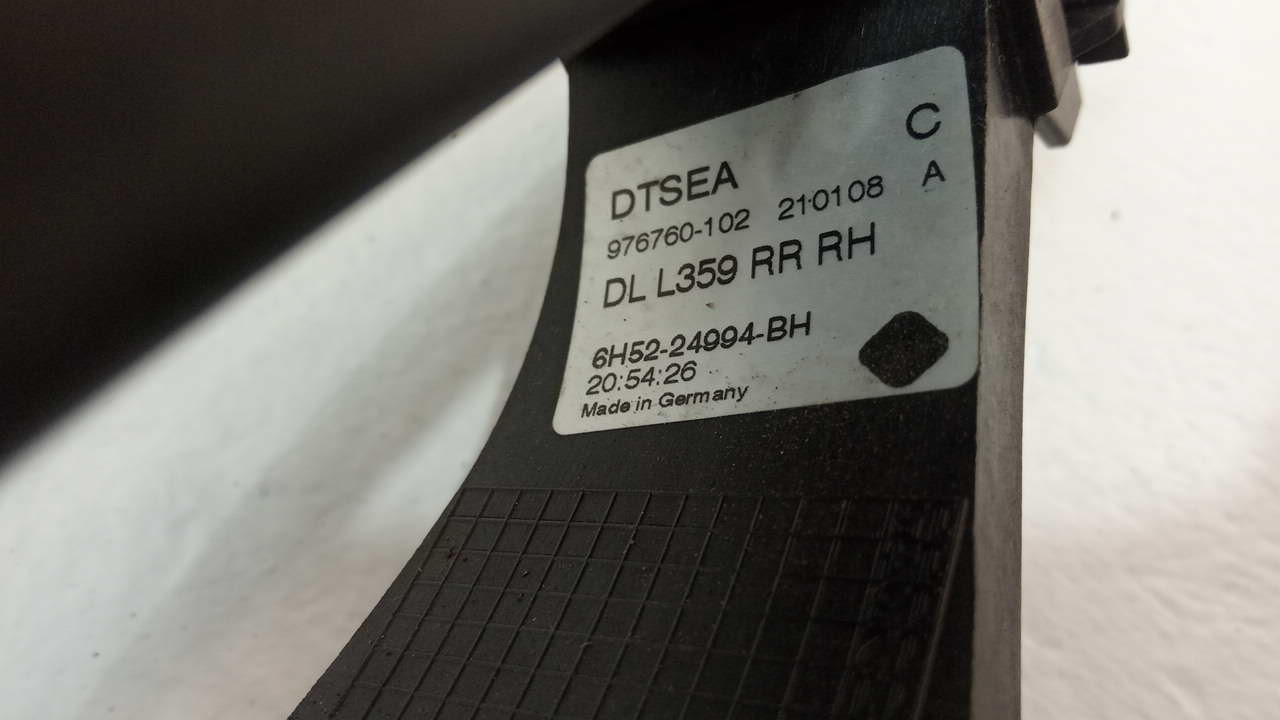 C
DTSEA
976760-102 210108 A
DL L359 RR RH
6H52-24994-BH
20:54:26
Made in Germany